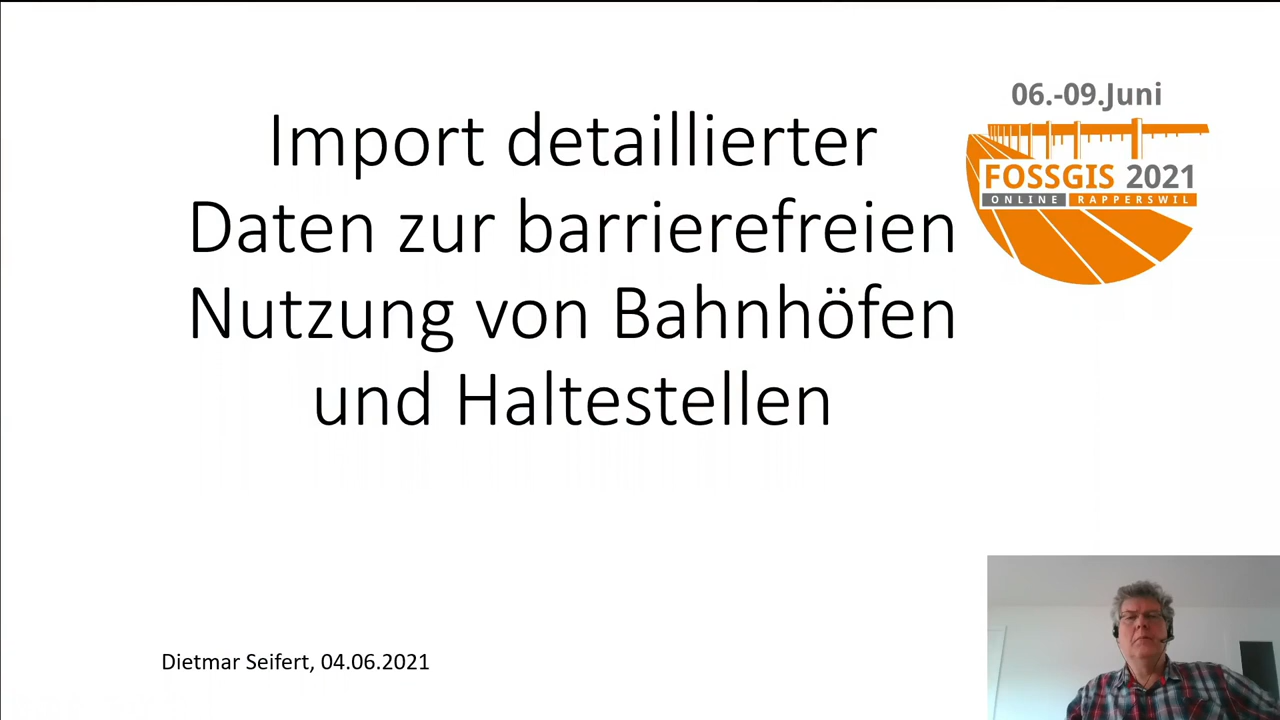 Import detaillierter
Daten zur barrierefreien
Nutzung von Bahnhöfen
und Haltestellen
06.-09.Juni
FOSSGIS 2021
ONLINE RAPPERSWIL
Dietmar Seifert, 04.06.2021